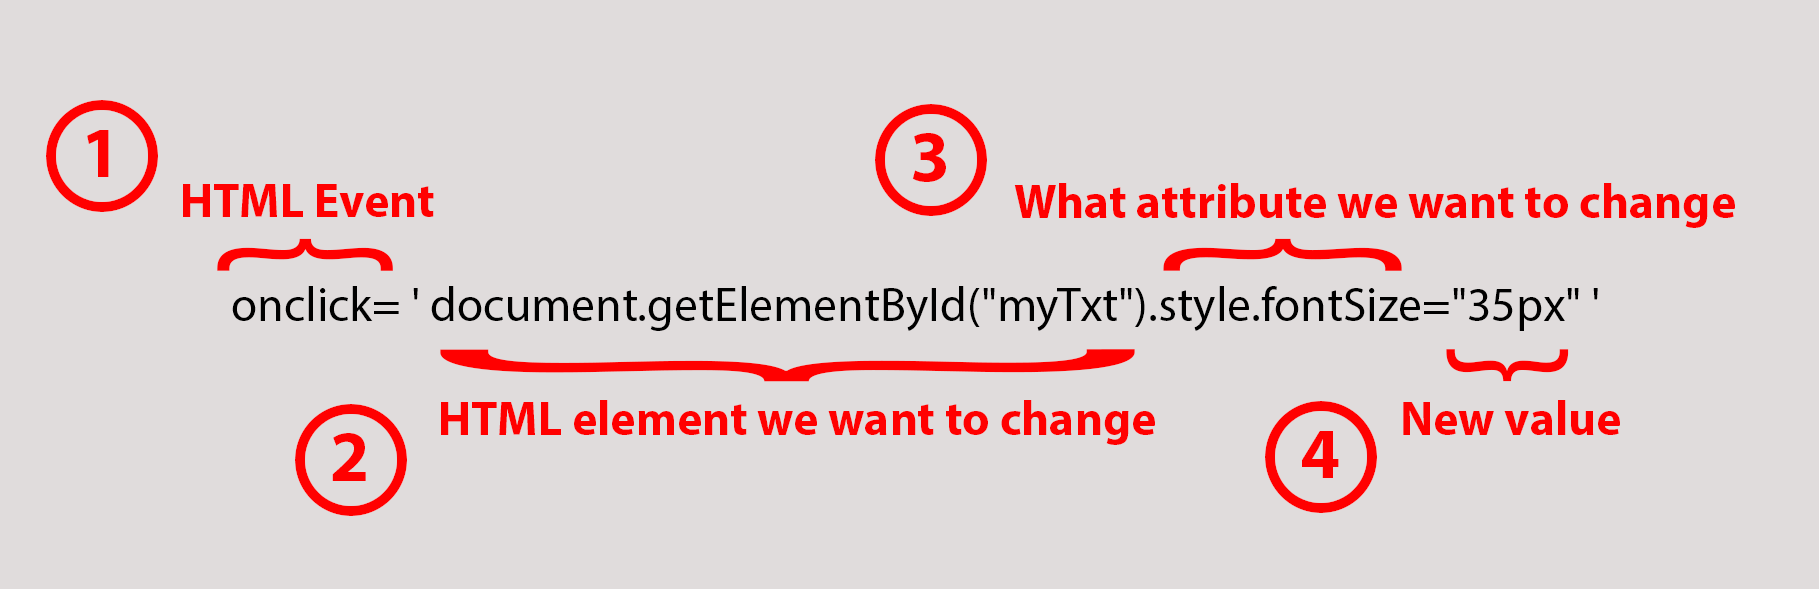 1
HTML Event
3
What attribute we want to change
onclick= ' document.getElementById("myTxt").style.fontSize="35px" '
2
HTML element we want to change
4
New value